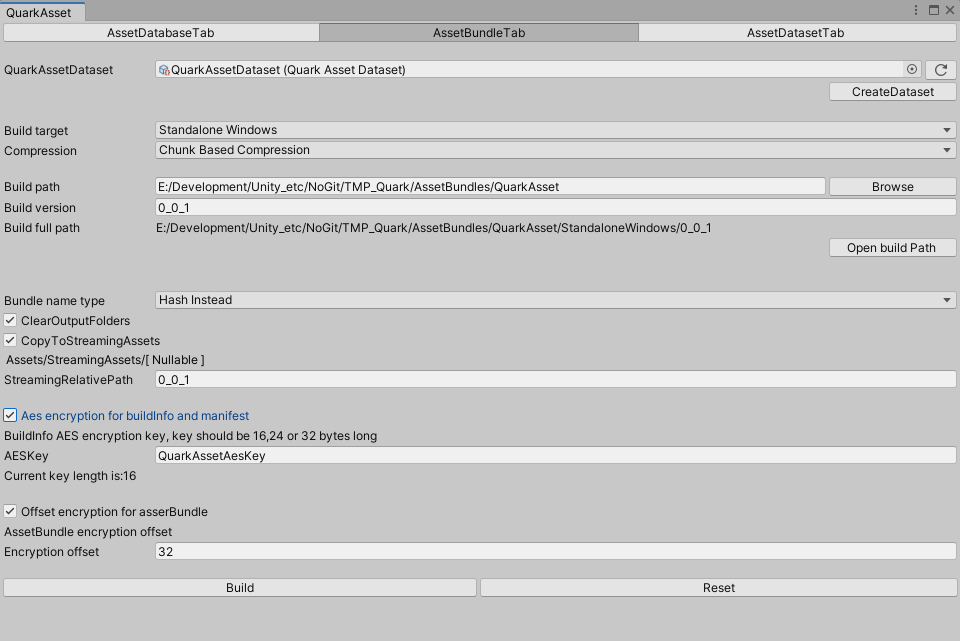 QuarkAsset
AssetDatabaseTab AssetBundleTab AssetDatasetTab
QuarkAssetDataset QuarkAssetDataset (Quark Asset Dataset)
CreateDataset
Build target Standalone Windows
Compression Chunk Based Compression
Build path E:/Development/Unity_etc/NoGit/TMP_Quark/AssetBundles/QuarkAsset Browse
Build version 0_0_1
Build full path E:/Development/Unity_etc/NoGit/TMP_Quark/AssetBundles/QuarkAsset/StandaloneWindows/0_0_1
Open build Path
Bundle name type Hash Instead
ClearOutputFolders
CopyToStreamingAssets
Assets/StreamingAssets/[ Nullable ]
StreamingRelativePath 0_0_1
Aes encryption for buildInfo and manifest
BuildInfo AES encryption key, key should be 16,24 or 32 bytes long
AESKey QuarkAssetAesKey
Current key length is:16
Offset encryption for asserBundle
AssetBundle encryption offset
Encryption offset 32
Build Reset